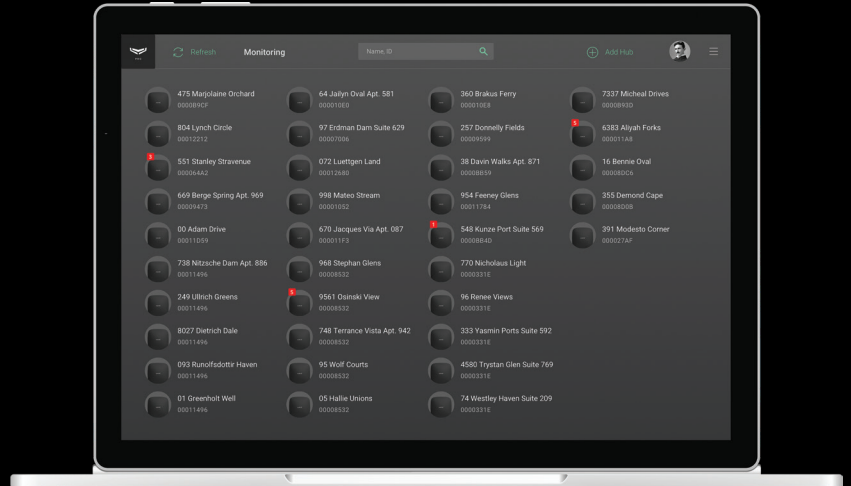 Refresh
Monitoring
Name, ID
Add Hub
475 Marjolaine Orchard
0000B9CF
804 Lynch Circle
00012212
3
551 Stanley Stravenue
000064A2
669 Berge Spring Apt. 969
00009473
00 Adam Drive
00011D59
738 Nitzsche Dam Apt. 886
00011496
249 Ullrich Greens
00011496
8027 Dietrich Dale
00011496
093 Runolfsdottir Haven
00011496
01 Greenholt Well
00011496
64 Jailyn Oval Apt. 581
000010E0
97 Erdman Dam Suite 629
00007006
072 Luettgen Land
00012680
998 Mateo Stream
00001052
670 Jacques Via Apt. 087
000011F3
968 Stephan Glens
00008532
5
9561 Osinski View
00008532
748 Terrance Vista Apt. 942
00008532
95 Wolf Courts
00008532
05 Hallie Unions
00008532
360 Brakus Ferry
000010E8
257 Donnelly Fields
00009599
38 Davin Walks Apt. 871
00008B59
954 Feeney Glens
00011784
1
548 Kunze Port Suite 569
00008B4D
770 Nicholaus Light
0000331E
96 Renee Views
0000331E
333 Yasmin Ports Suite 592
0000331E
4580 Trystan Glen Suite 769
0000331E
74 Westley Haven Suite 209
0000331E
7337 Micheal Drives
0000B93D
5
6383 Aliyah Forks
000011A8
16 Bennie Oval
00008DC6
355 Demond Cape
00008D0B
391 Modesto Corner
000027AF